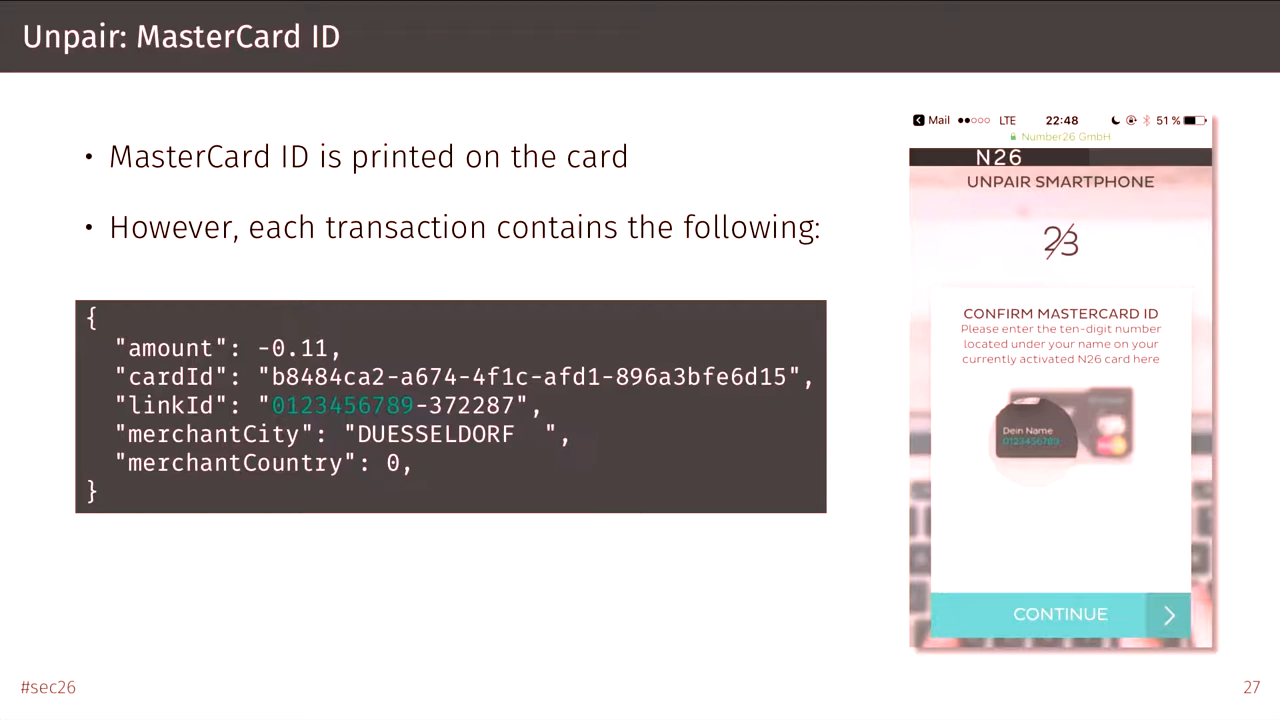 Unpair: MasterCard ID
• MasterCard ID is printed on the card
• However, each transaction contains the following:
{
"amount": -0.11,
"cardId": "b8484ca2-a674-4f1c-afd1-896a3bfe6d15",
"linkId": "0123456789-372287",
"merchantCity": "DUESSELDORF  ",
"merchantCountry": 0,
}
Mail LTE 22:48 51 %
Number26 GmbH
N26
UNPAIR SMARTPHONE
2/3
CONFIRM MASTERCARD ID
Please enter the ten-digit number
located under your name on your
currently activated N26 card here
Dein Name
0123456789
CONTINUE
#sec26
27